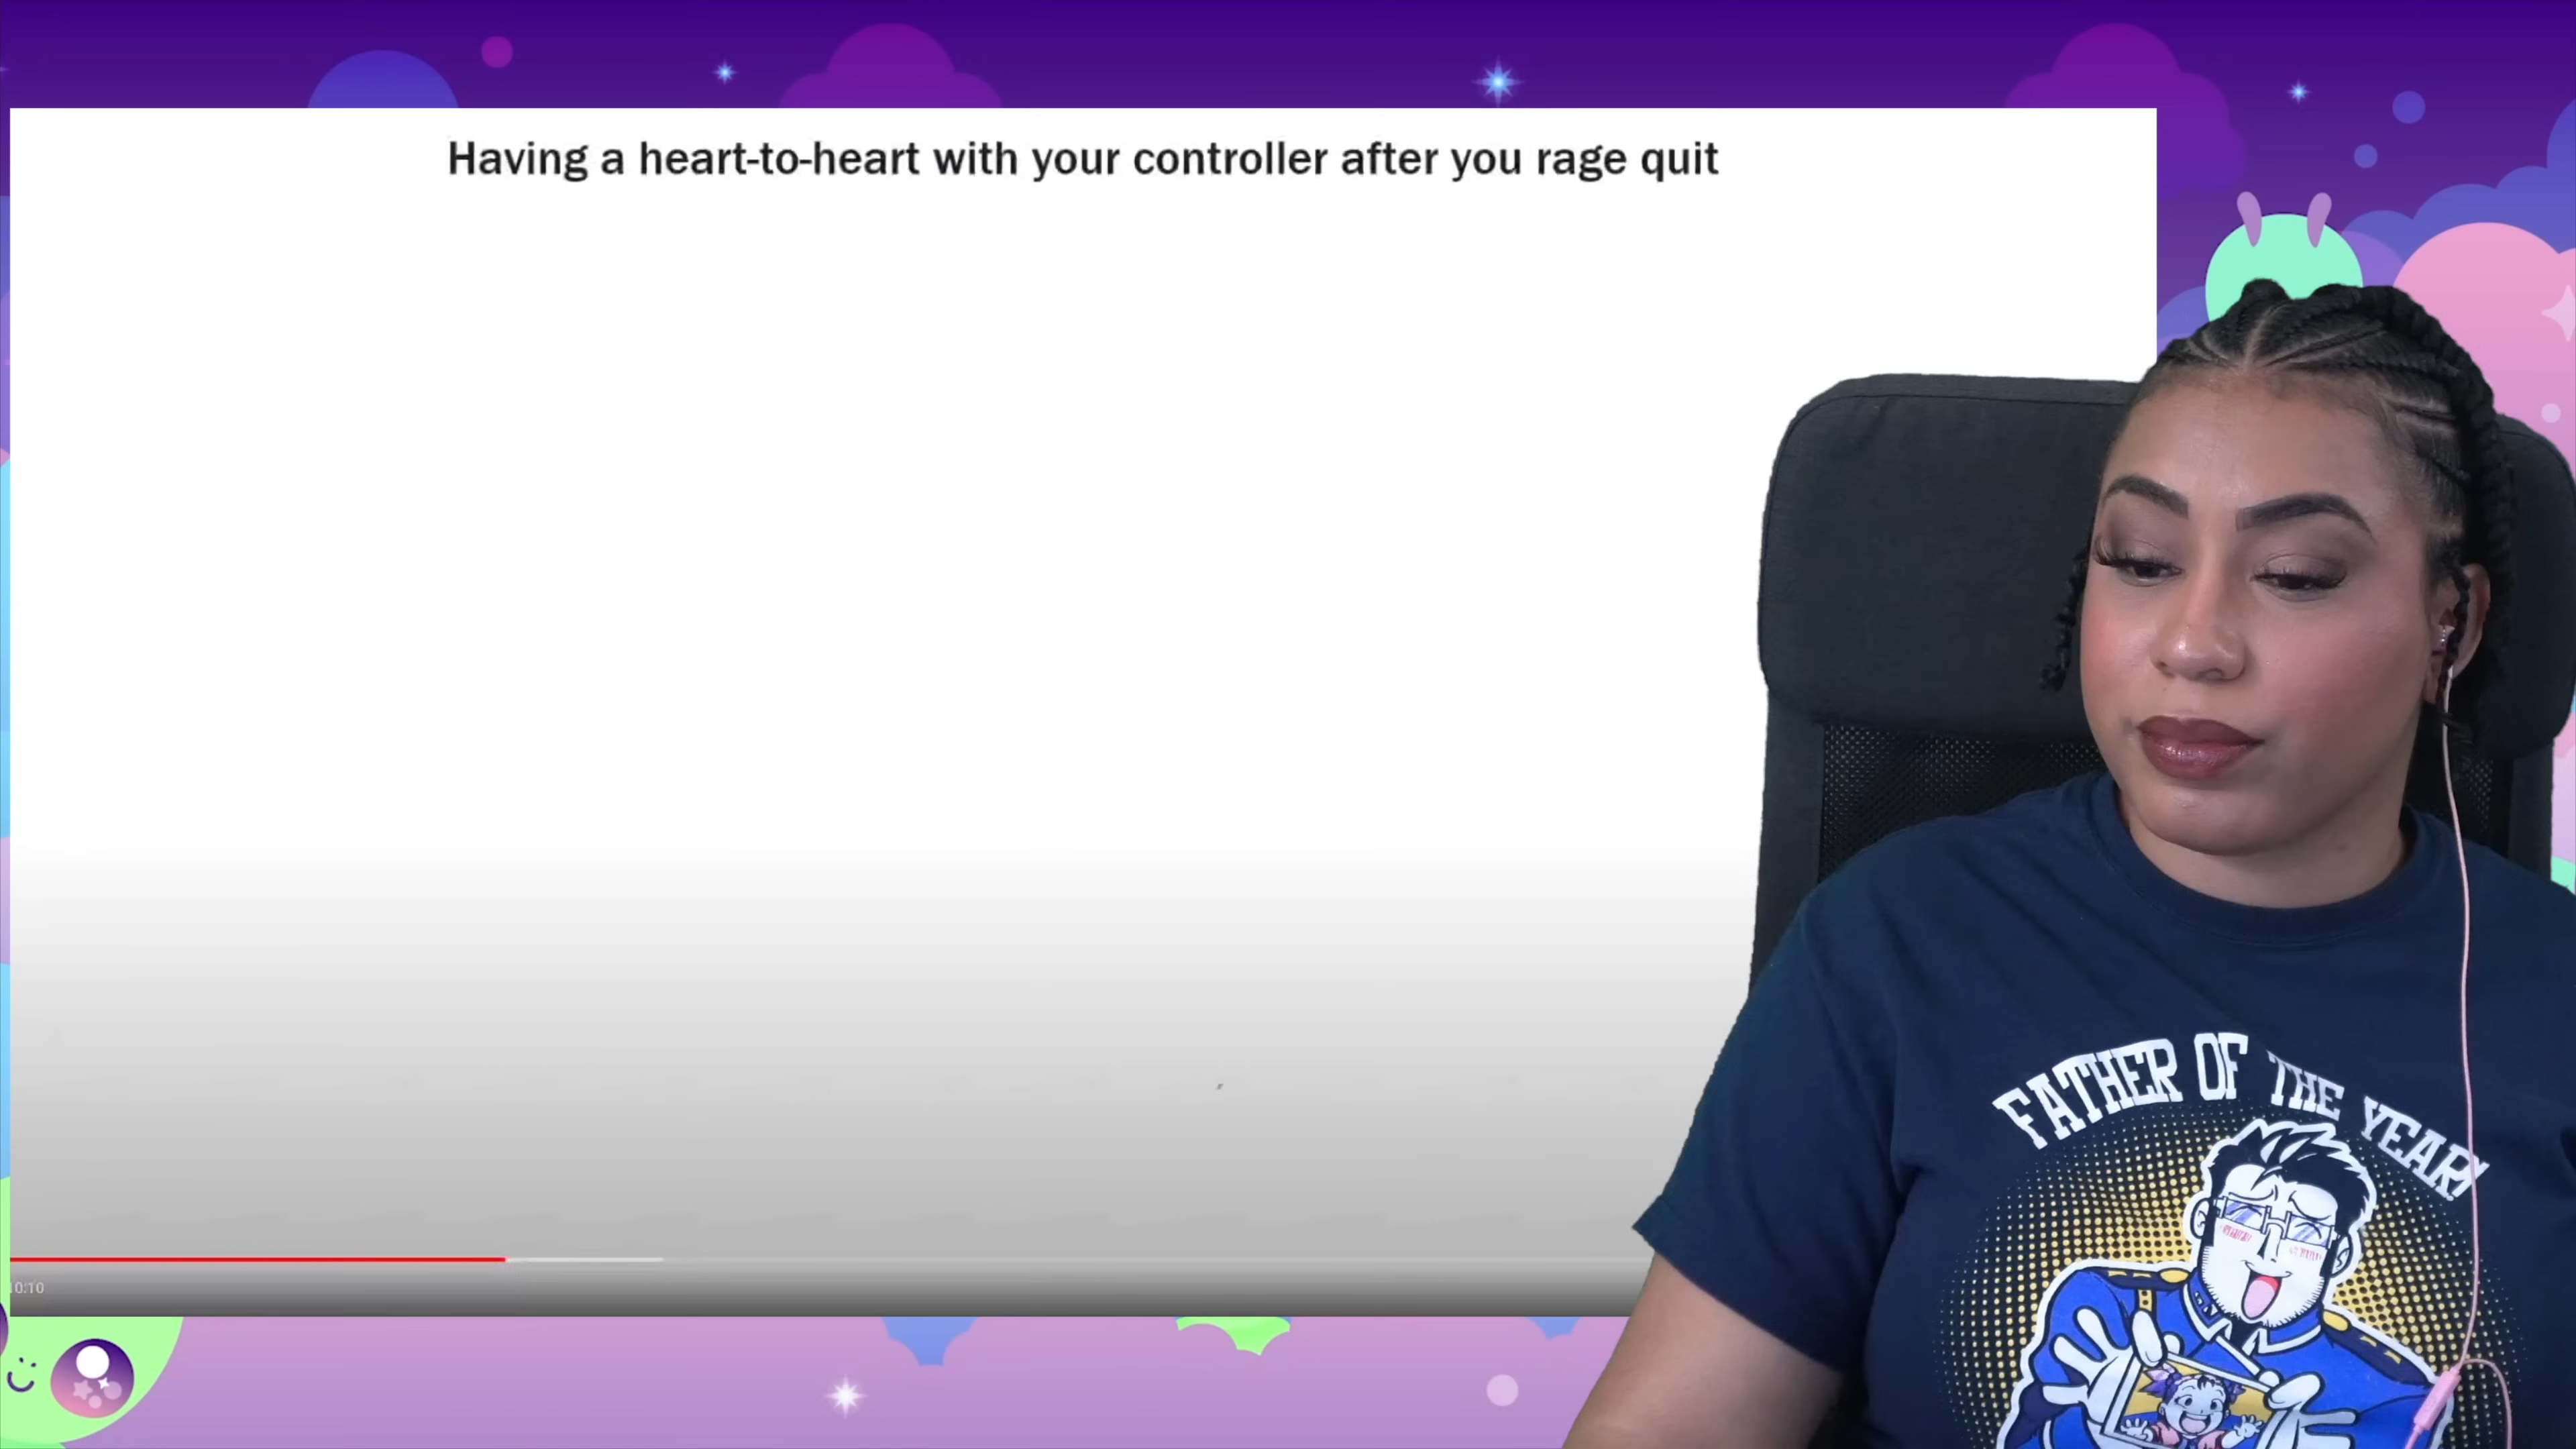 Having a heart-to-heart with your controller after you rage quit
FATHER OF THE YEAR!